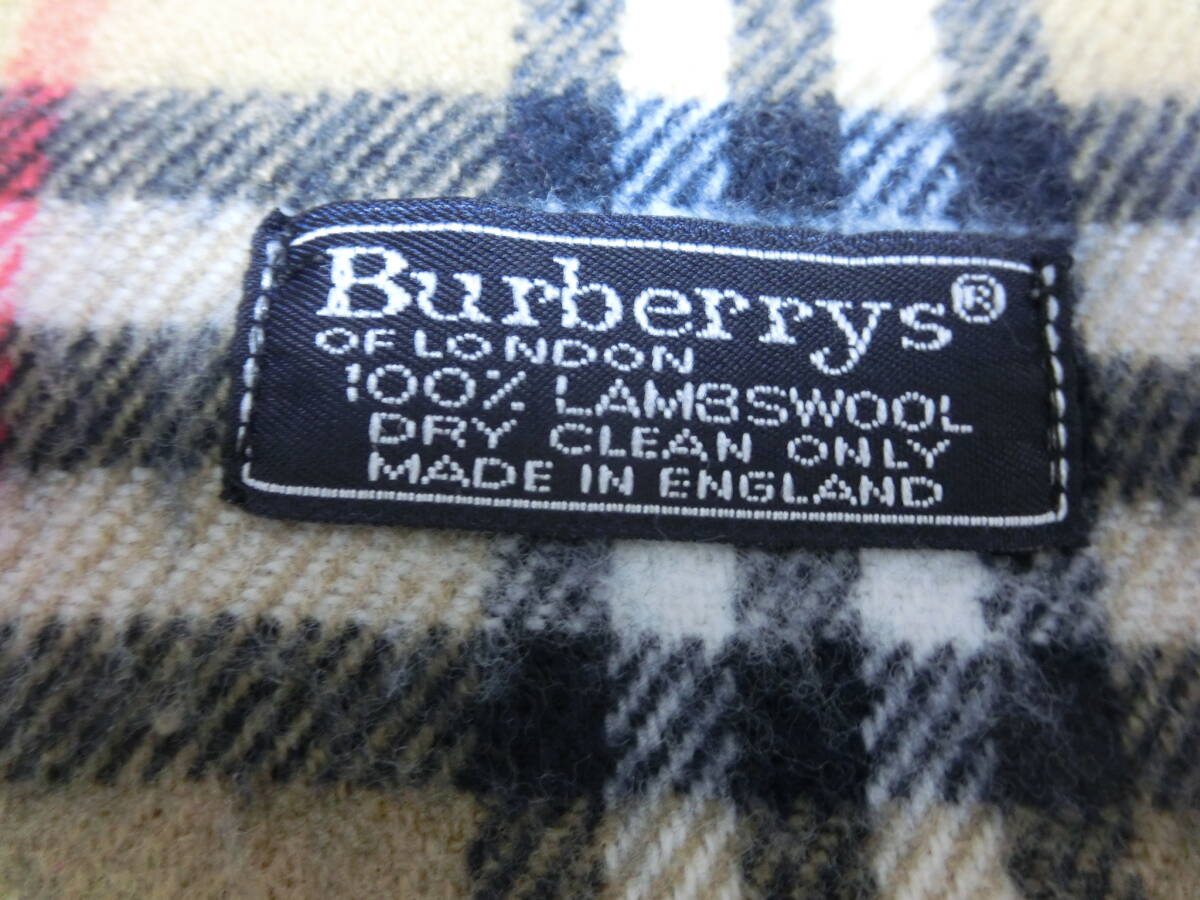 Burberrys®
OF LONDON
100% LAMBSWOOL
DRY CLEAN ONLY
MADE IN ENGLAND